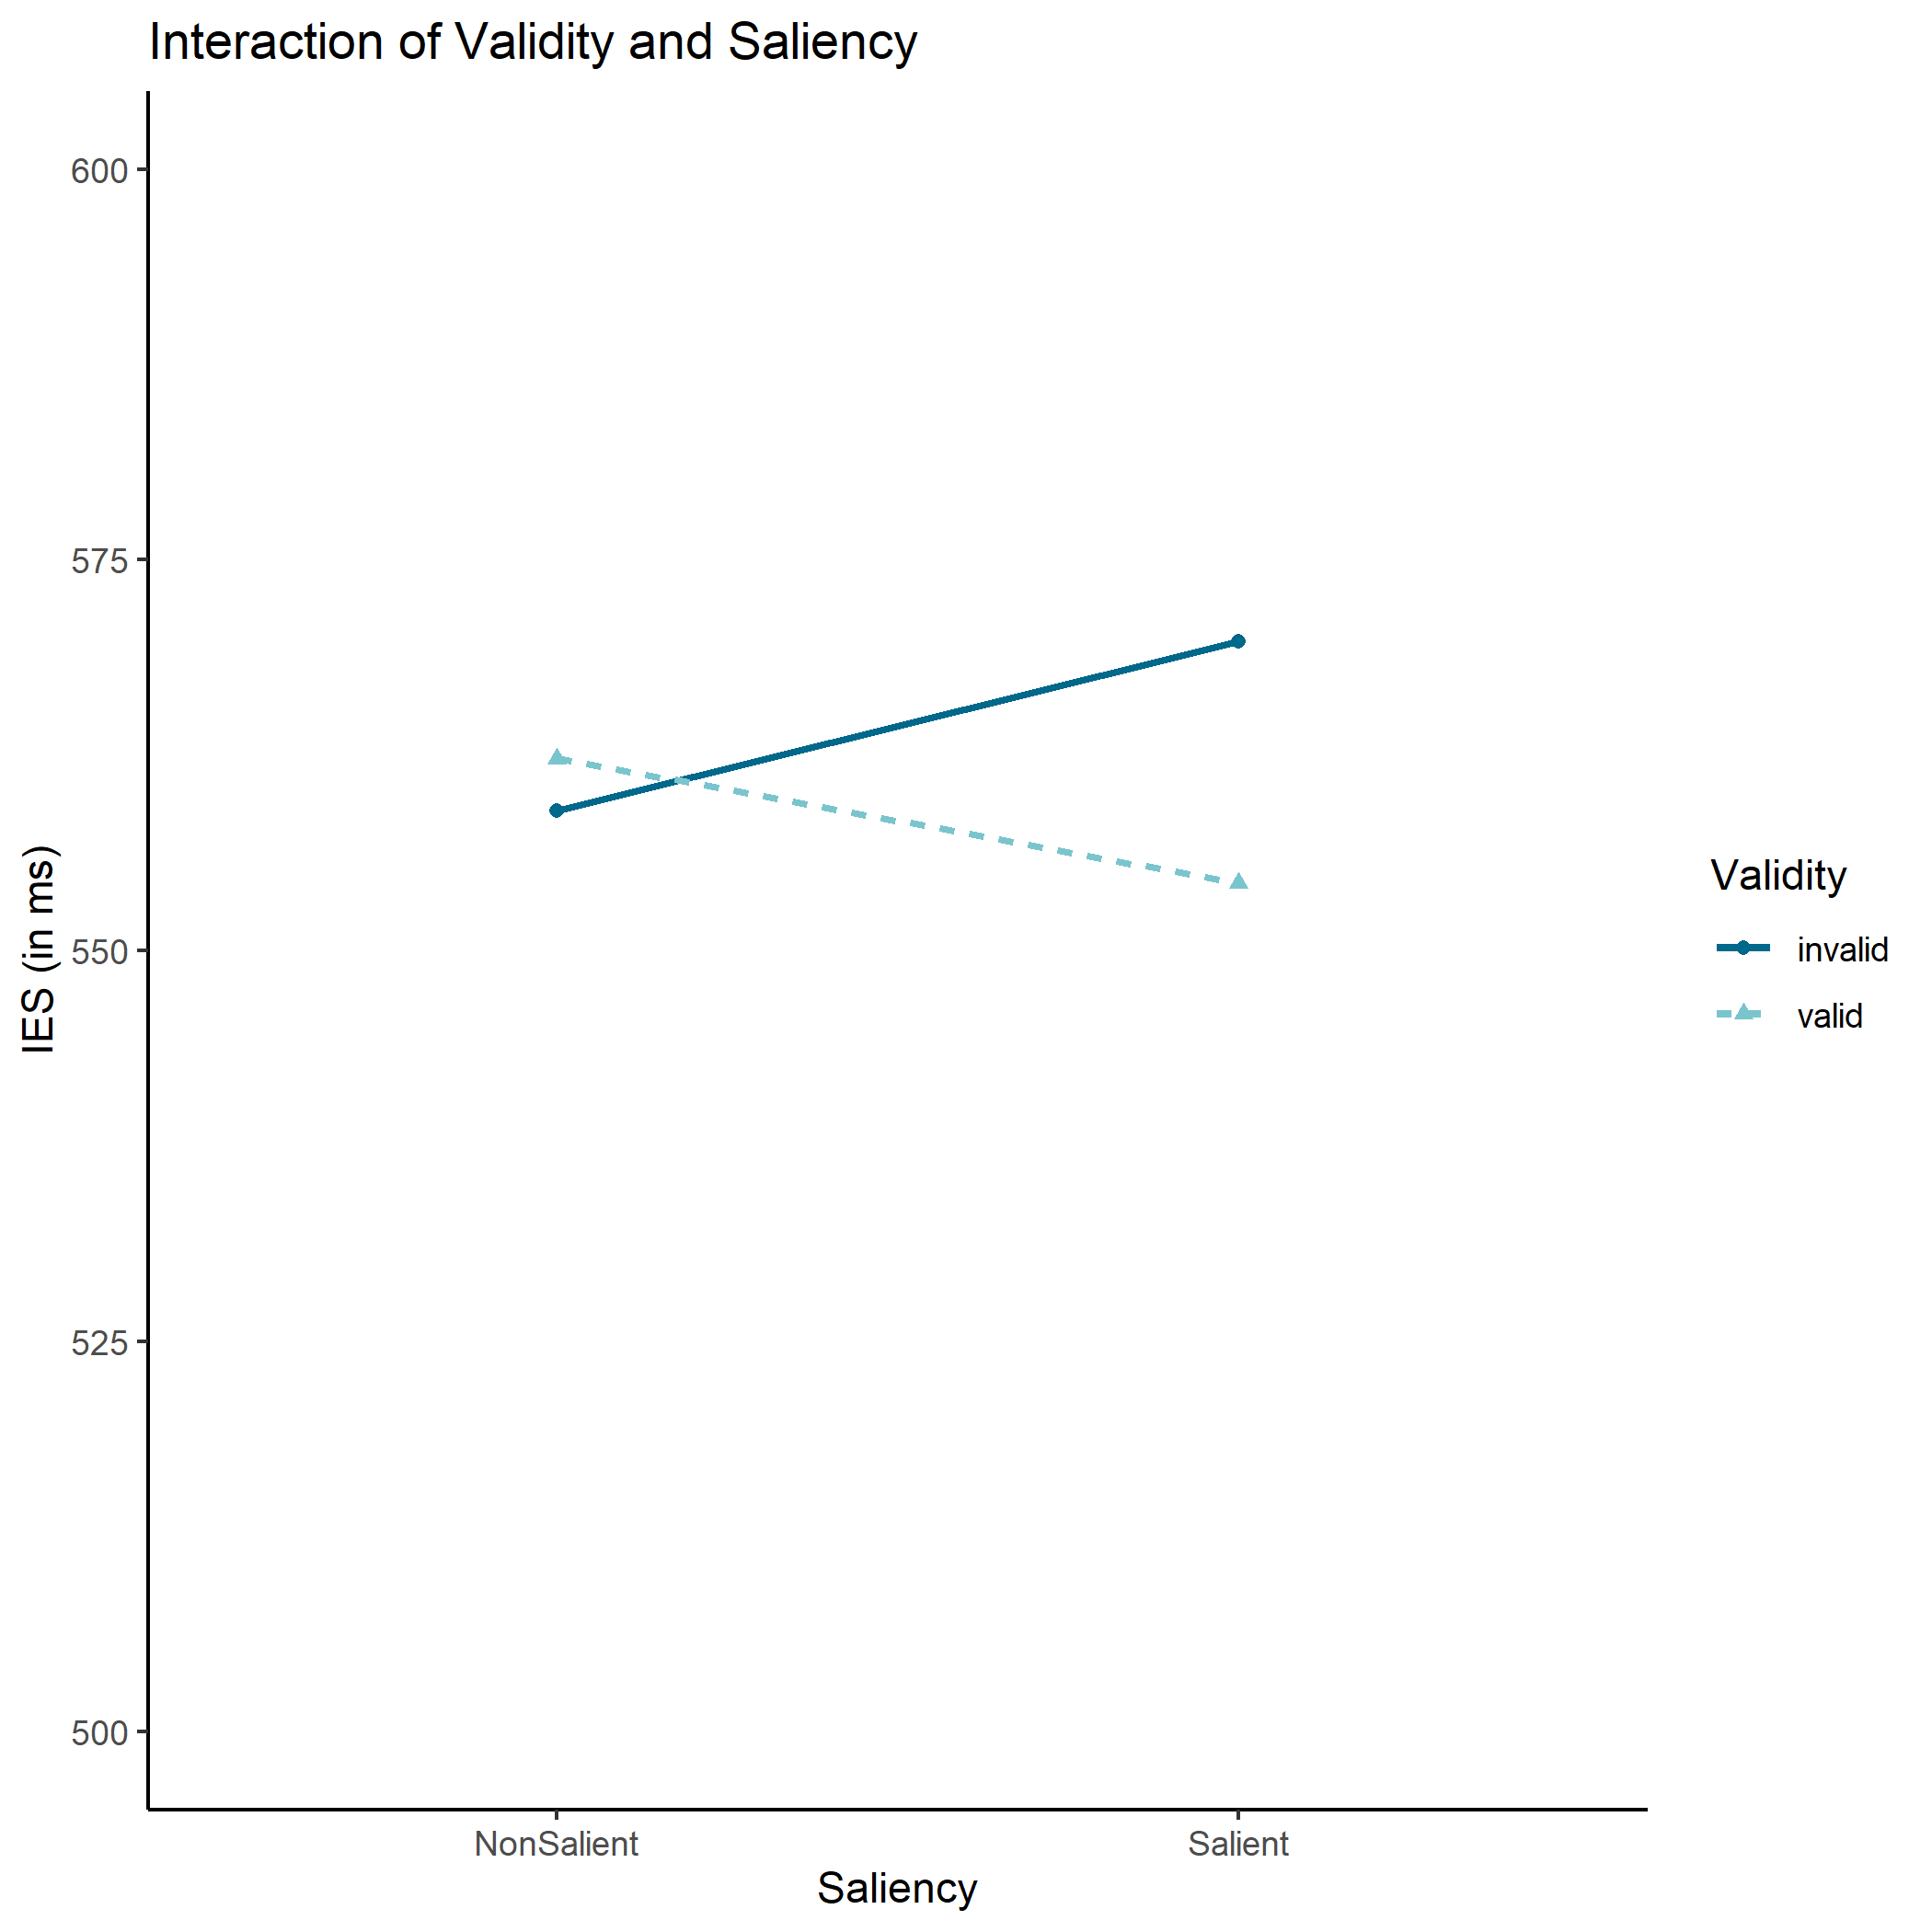 Interaction of Validity and Saliency
600
575
550
525
500
IES (in ms)
NonSalient
Salient
Saliency
Validity
invalid
valid